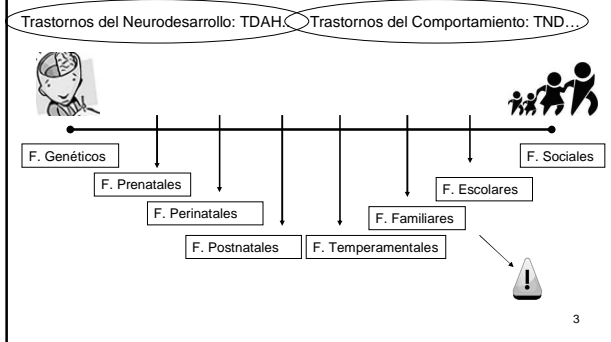 Trastornos del Neurodesarrollo: TDAH.
Trastornos del Comportamiento: TND…
F. Genéticos
F. Sociales
F. Prenatales
F. Escolares
F. Perinatales
F. Familiares
F. Postnatales
F. Temperamentales
!
3